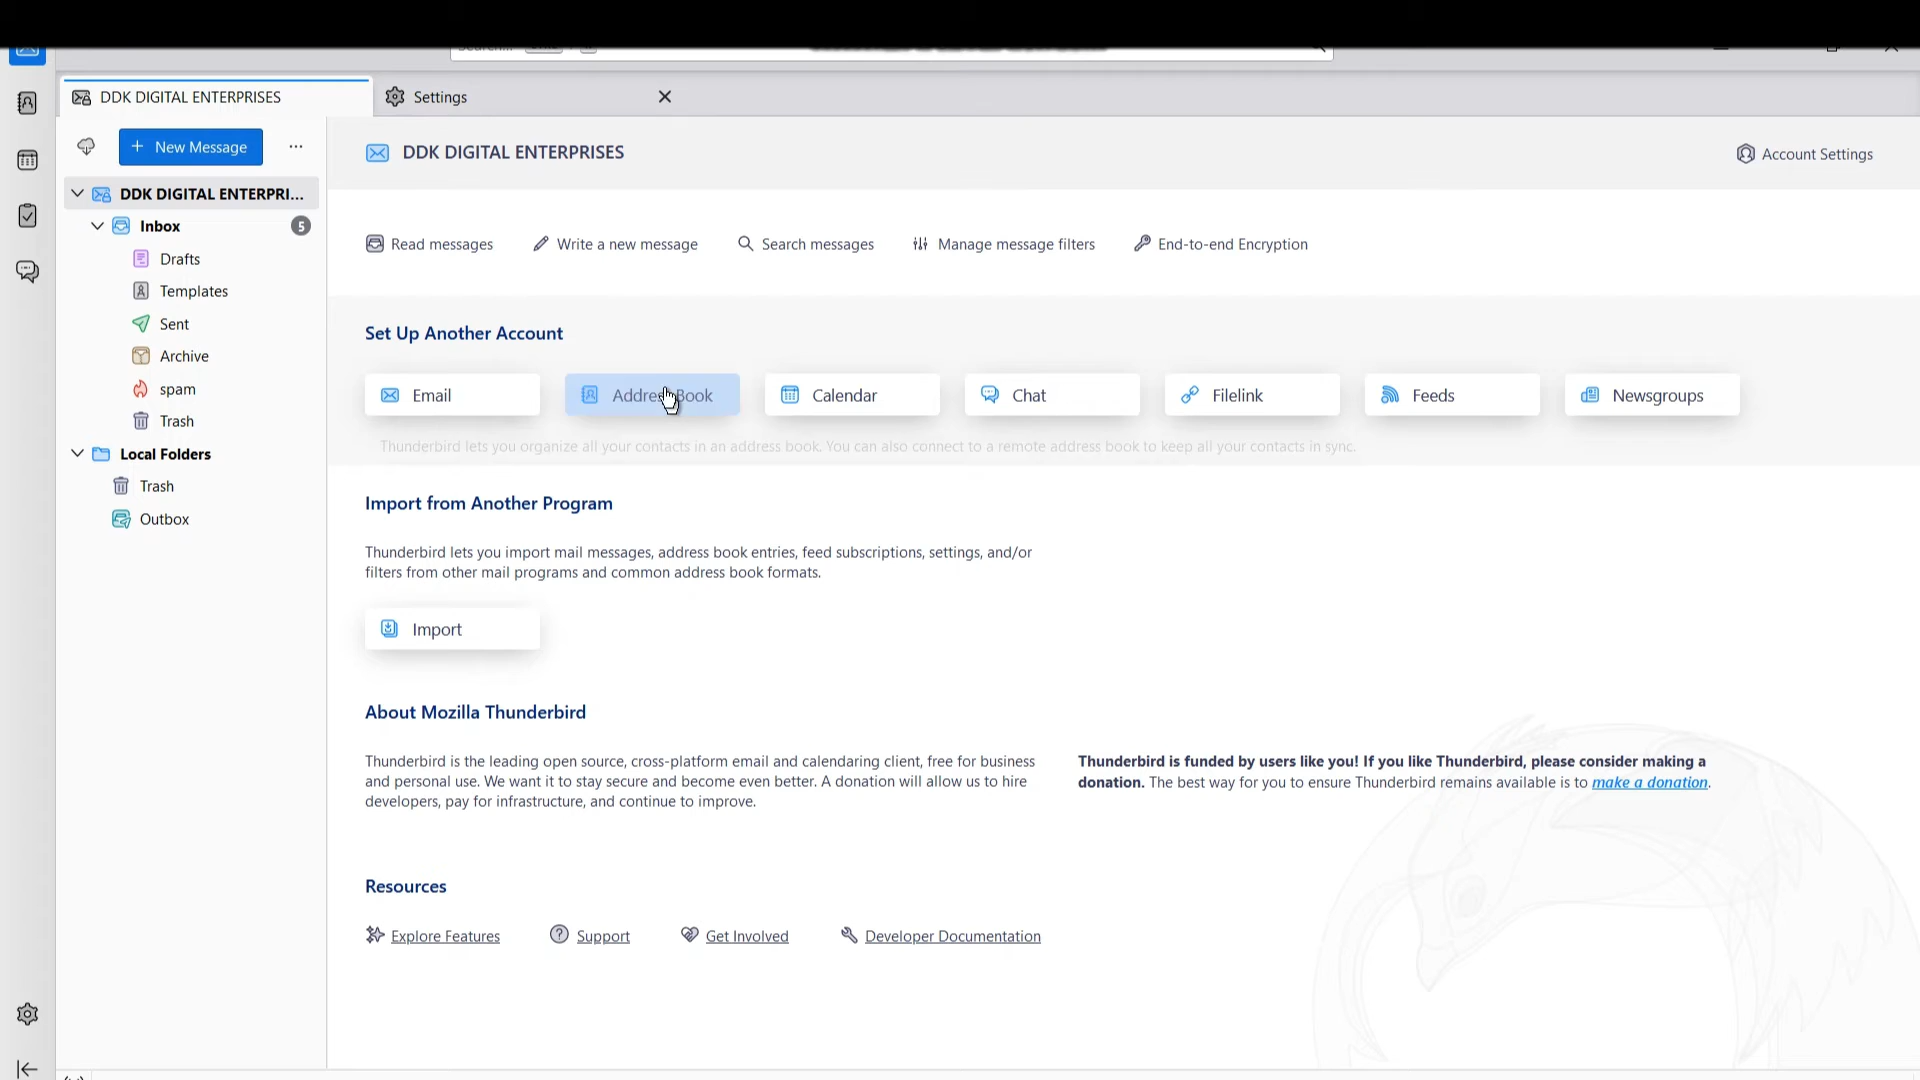 DDK DIGITAL ENTERPRISES
Settings
New Message
DDK DIGITAL ENTERPRISES
Account Settings
DDK DIGITAL ENTERPRI...
Inbox 5
Drafts
Templates
Sent
Archive
spam
Trash
Local Folders
Trash
Outbox
Read messages
Write a new message
Search messages
Manage message filters
End-to-end Encryption
Set Up Another Account
Email
Address Book
Calendar
Chat
Filelink
Feeds
Newsgroups
Thunderbird lets you organize all your contacts in an address book. You can also connect to a remote address book to keep all your contacts in sync.
Import from Another Program
Thunderbird lets you import mail messages, address book entries, feed subscriptions, settings, and/or
filters from other mail programs and common address book formats.
Import
About Mozilla Thunderbird
Thunderbird is the leading open source, cross-platform email and calendaring client, free for business
and personal use. We want it to stay secure and become even better. A donation will allow us to hire
developers, pay for infrastructure, and continue to improve.
Thunderbird is funded by users like you! If you like Thunderbird, please consider making a
donation. The best way for you to ensure Thunderbird remains available is to make a donation.
Resources
Explore Features
Support
Get Involved
Developer Documentation